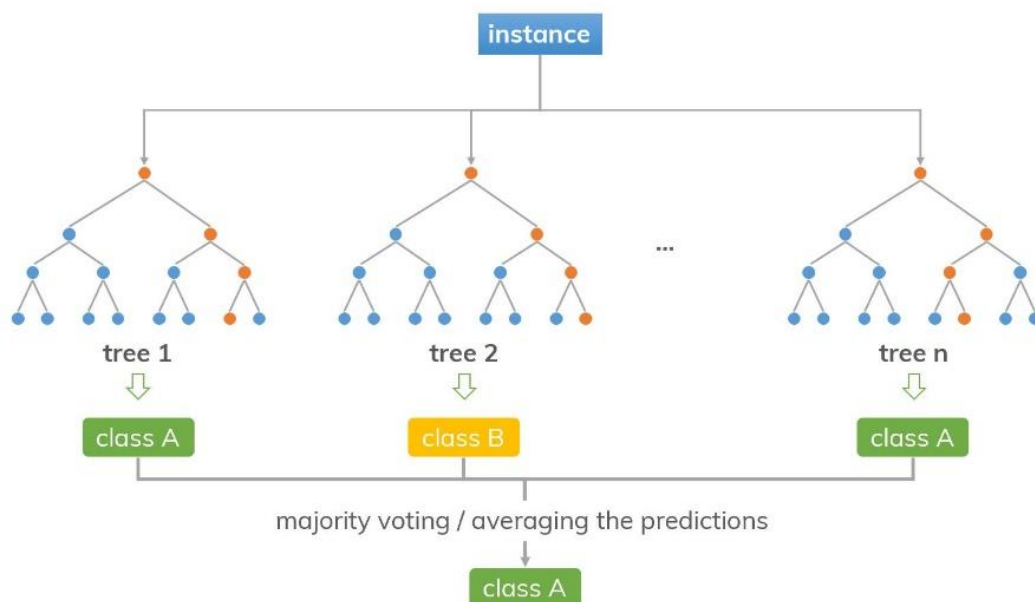 instance
...
tree 1
tree 2
tree n
class A
class B
class A
majority voting / averaging the predictions
class A